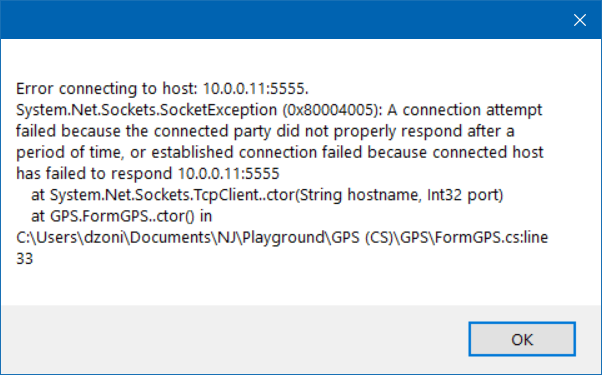 Error connecting to host: 10.0.0.11:5555.
System.Net.Sockets.SocketException (0x80004005): A connection attempt
failed because the connected party did not properly respond after a
period of time, or established connection failed because connected host
has failed to respond 10.0.0.11:5555
at System.Net.Sockets.TcpClient..ctor(String hostname, Int32 port)
at GPS.FormGPS..ctor() in
C:\Users\dzoni\Documents\NJ\Playground\GPS (CS)\GPS\FormGPS.cs:line
33
OK